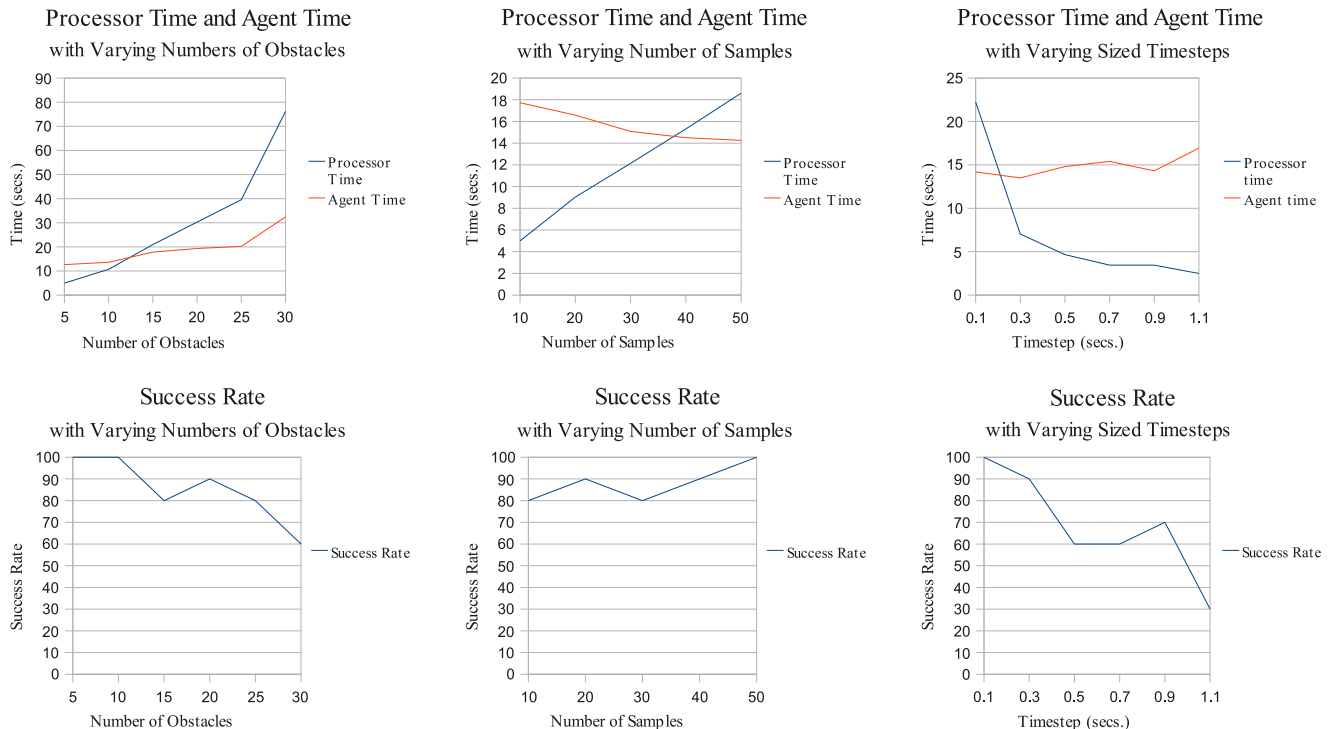 Processor Time and Agent Time
with Varying Numbers of Obstacles
90
80
70
60
50
40
30
20
10
0
Time (secs.)
5 10 15 20 25 30
Number of Obstacles
Processor
Time
Agent Time
Processor Time and Agent Time
with Varying Number of Samples
20
18
16
14
12
10
8
6
4
2
0
Time (secs.)
10 20 30 40 50
Number of Samples
Processor
Time
Agent Time
Processor Time and Agent Time
with Varying Sized Timesteps
25
20
15
10
5
0
Time (secs.)
0.1 0.3 0.5 0.7 0.9 1.1
Timestep (secs.)
Processor
time
Agent time
Success Rate
with Varying Numbers of Obstacles
100
90
80
70
60
50
40
30
20
10
0
Success Rate
5 10 15 20 25 30
Number of Obstacles
Success Rate
Success Rate
with Varying Number of Samples
100
90
80
70
60
50
40
30
20
10
0
Success Rate
10 20 30 40 50
Number of Samples
Success Rate
Success Rate
with Varying Sized Timesteps
100
90
80
70
60
50
40
30
20
10
0
Success Rate
0.1 0.3 0.5 0.7 0.9 1.1
Timestep (secs.)
Success Rate